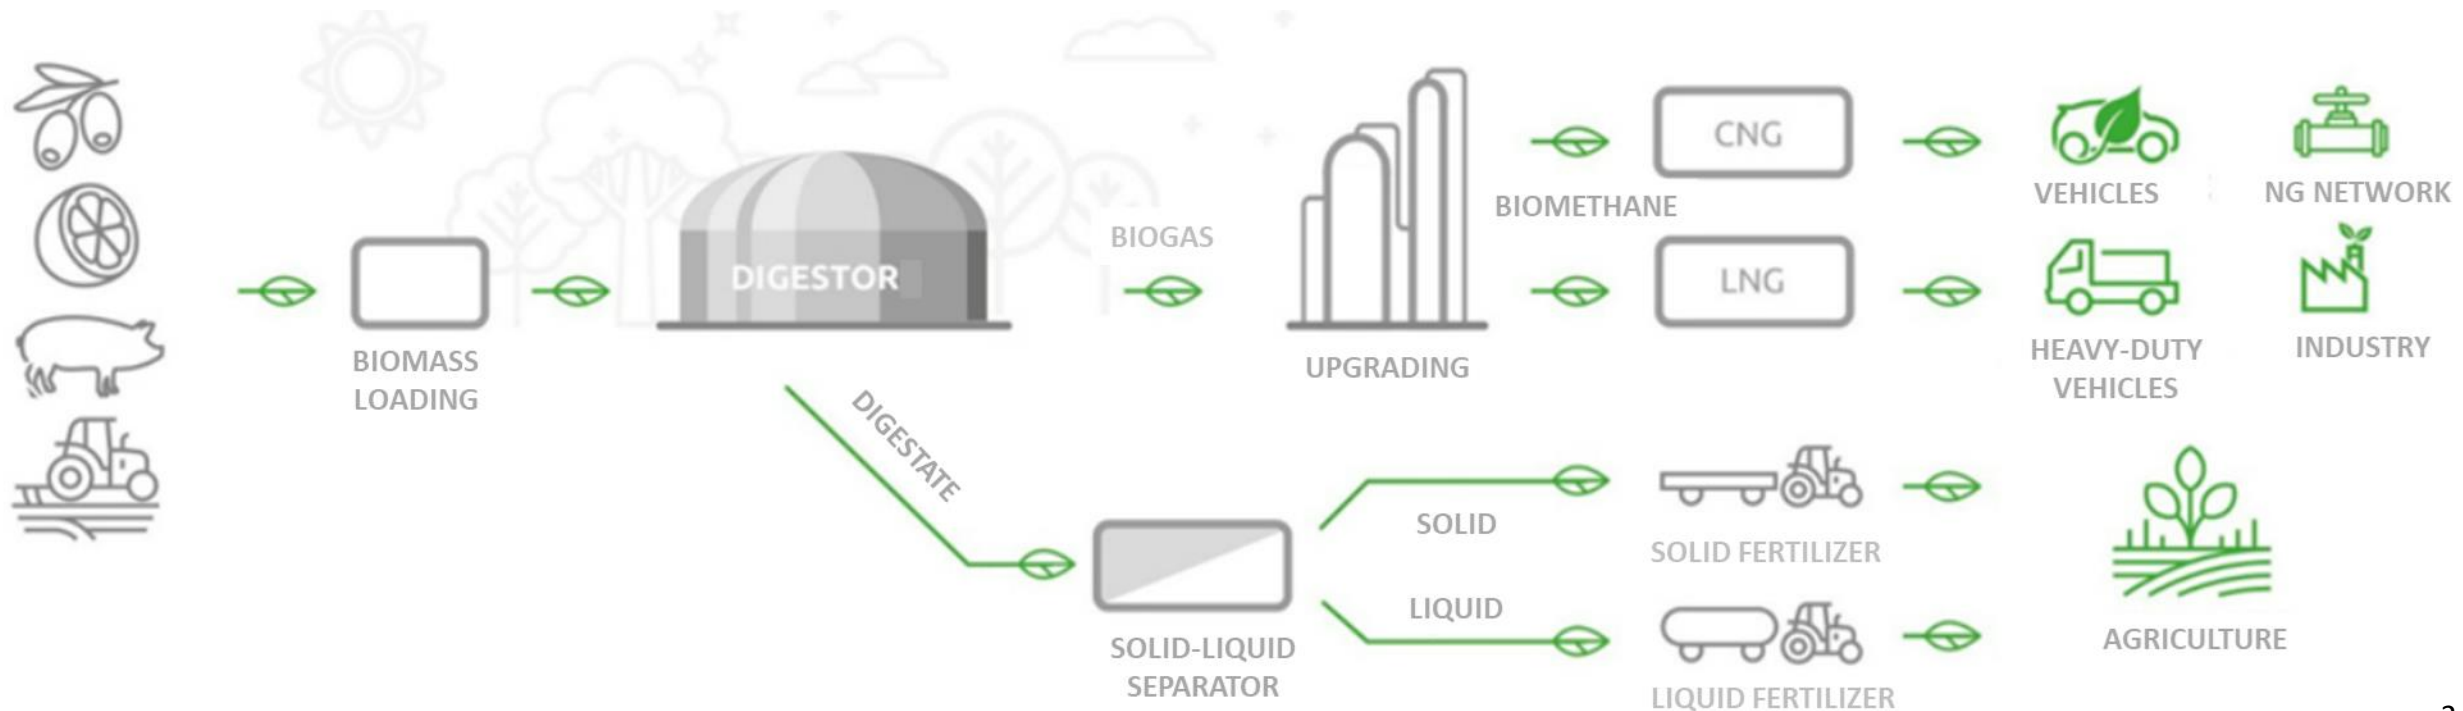 CNG
VEHICLES
NG NETWORK
BIOMETHANE
BIOGAS
DIGESTOR
LNG
BIOMASS
LOADING
UPGRADING
HEAVY-DUTY
VEHICLES
INDUSTRY
DIGESTATE
SOLID
SOLID FERTILIZER
LIQUID
SOLID-LIQUID
SEPARATOR
LIQUID FERTILIZER
AGRICULTURE